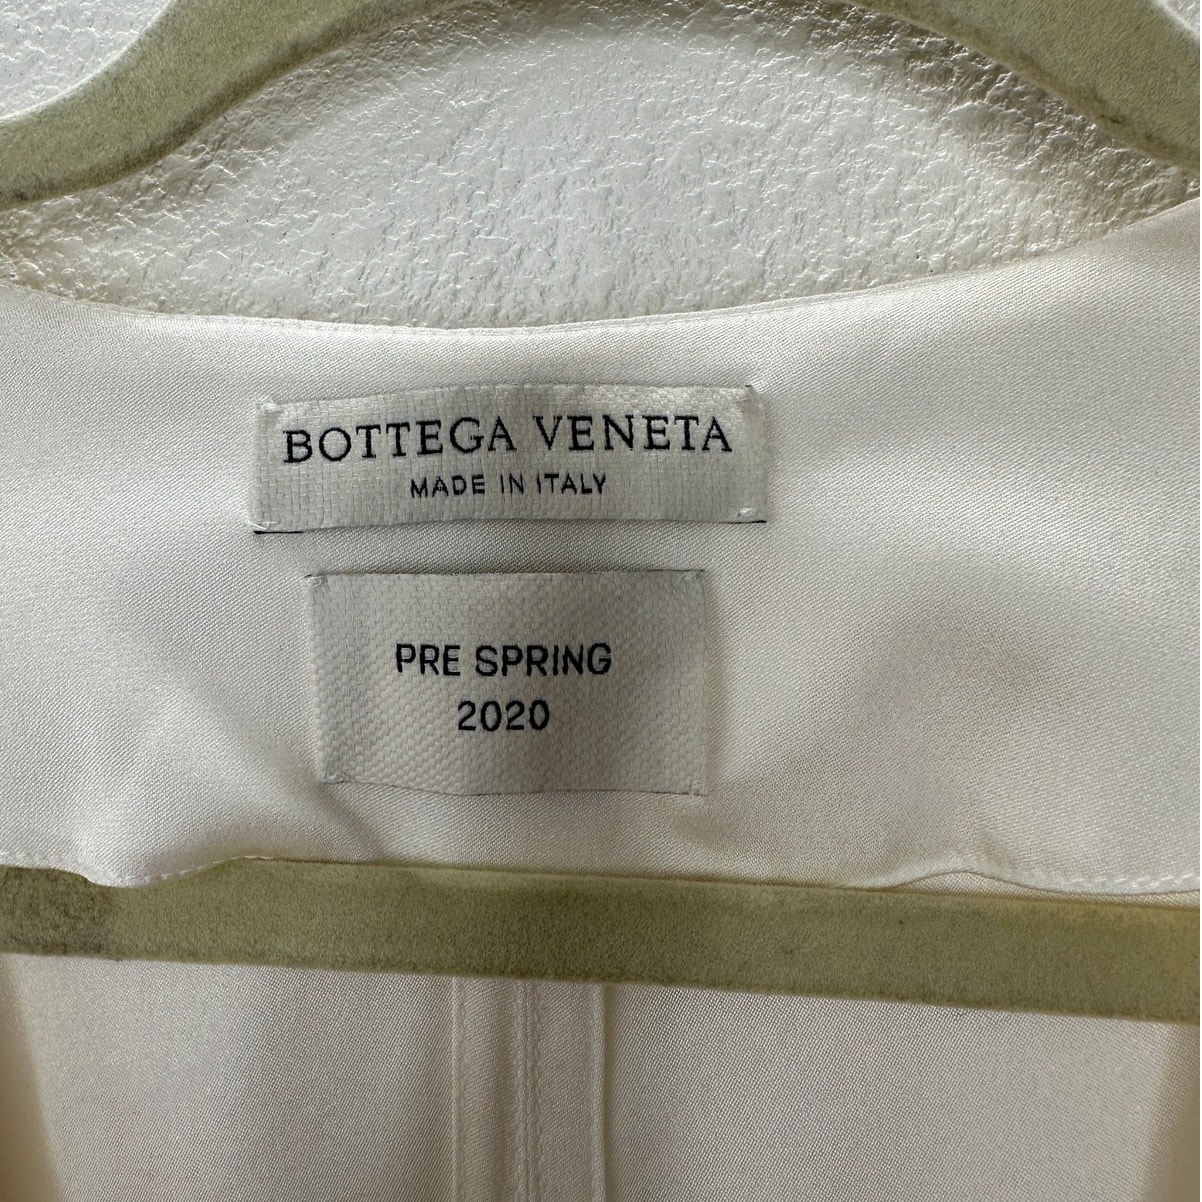 BOTTEGA VENETA
MADE IN ITALY
PRE SPRING
2020